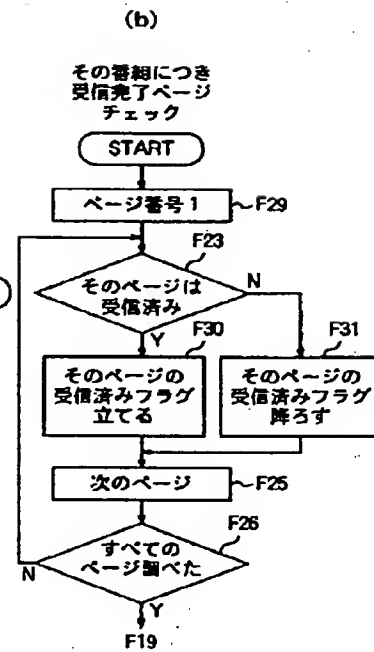 (b)
その番組につき
受信完了ページ
チェック
START
ページ番号1
F29
F23
そのページは
受信済み
N
Y
F30
F31
そのページの
受信済みフラグ
立てる
そのページの
受信済みフラグ
降ろす
次のページ
F25
F26
すべての
ページ調べた
N
Y
F19